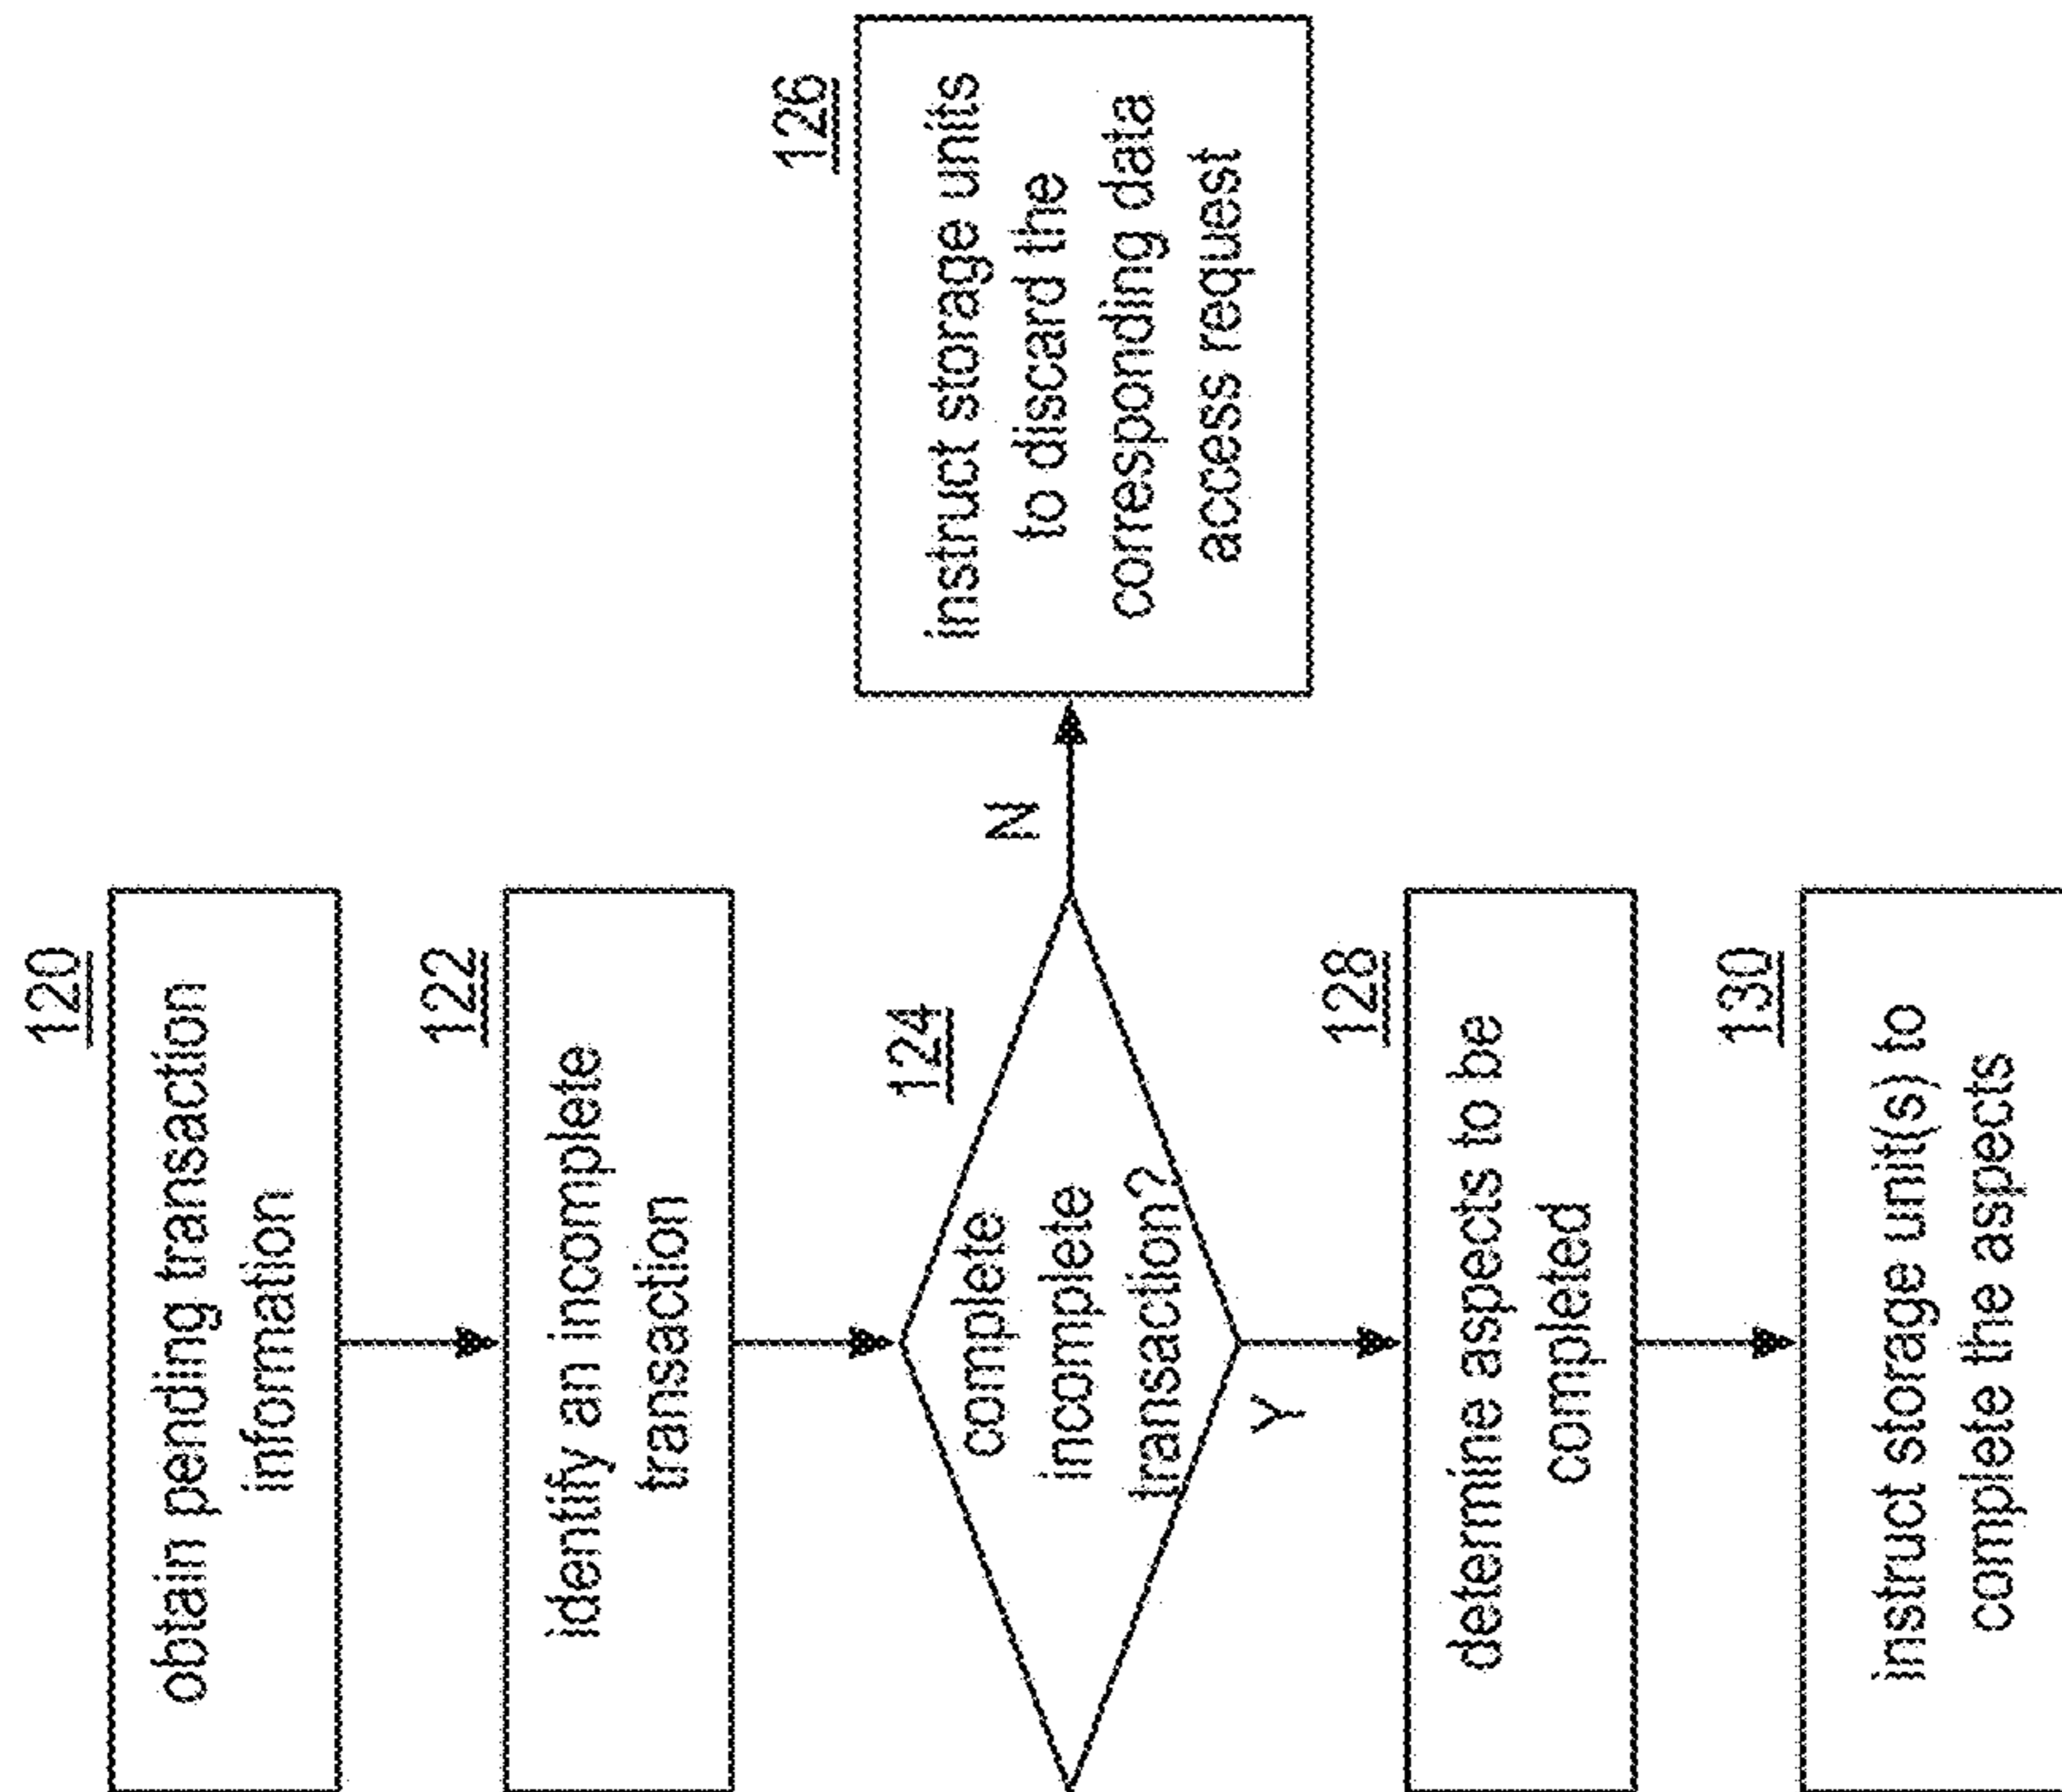 120
obtain pending transaction
information
122
identify an incomplete
transaction
124
complete
incomplete
transaction?
N
126
instruct storage units
to discard the
corresponding data
access request
Y
128
determine aspects to be
completed
130
instruct storage unit(s) to
complete the aspects